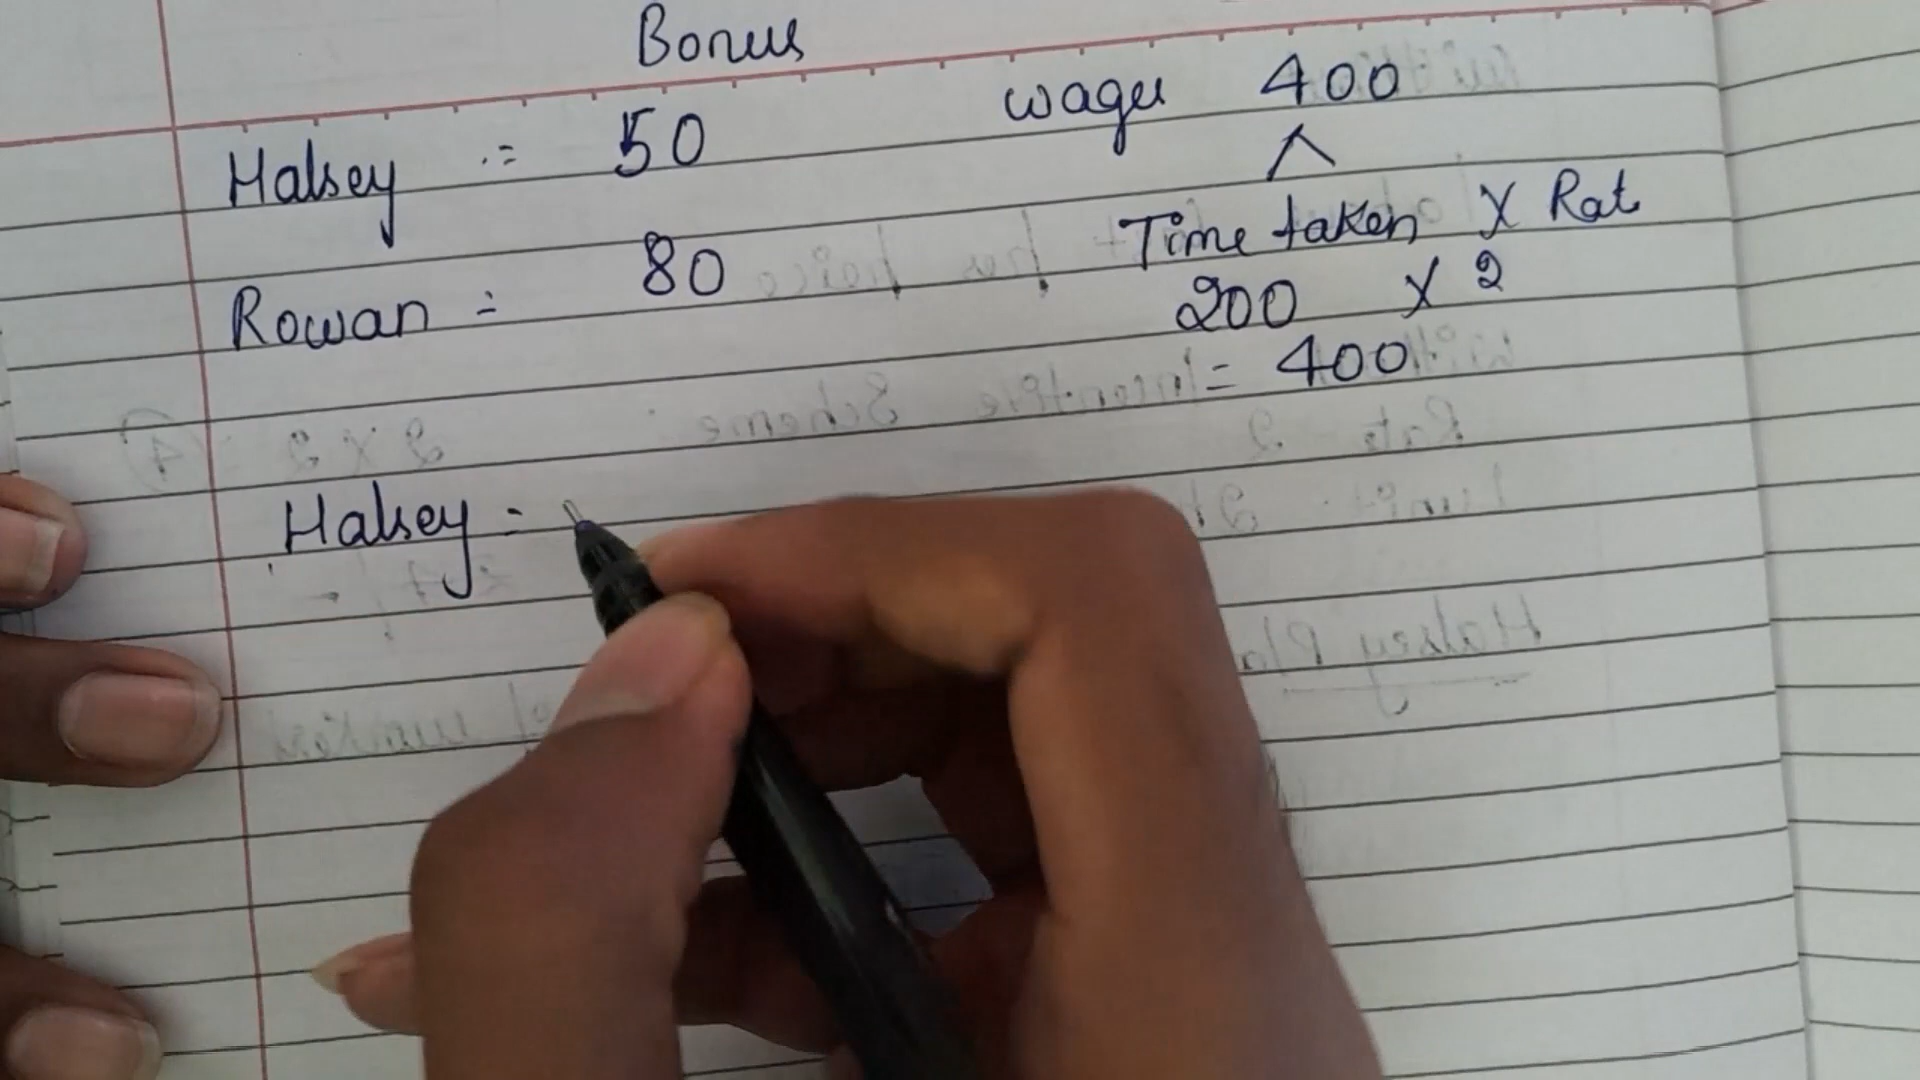 Bonus
Halsey = 50
wages 400
Time taken X Rat
Rowan = 80
200 X 2
= 400
Halsey =